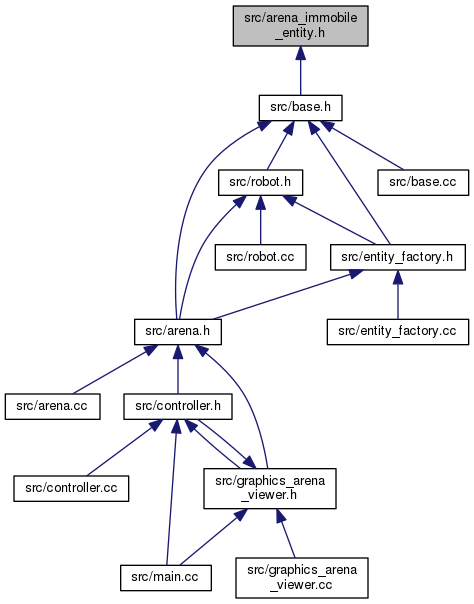 src/arena_immobile
_entity.h
src/base.h
src/robot.h
src/base.cc
src/robot.cc
src/entity_factory.h
src/arena.h
src/entity_factory.cc
src/arena.cc
src/controller.h
src/controller.cc
src/graphics_arena
_viewer.h
src/main.cc
src/graphics_arena
_viewer.cc